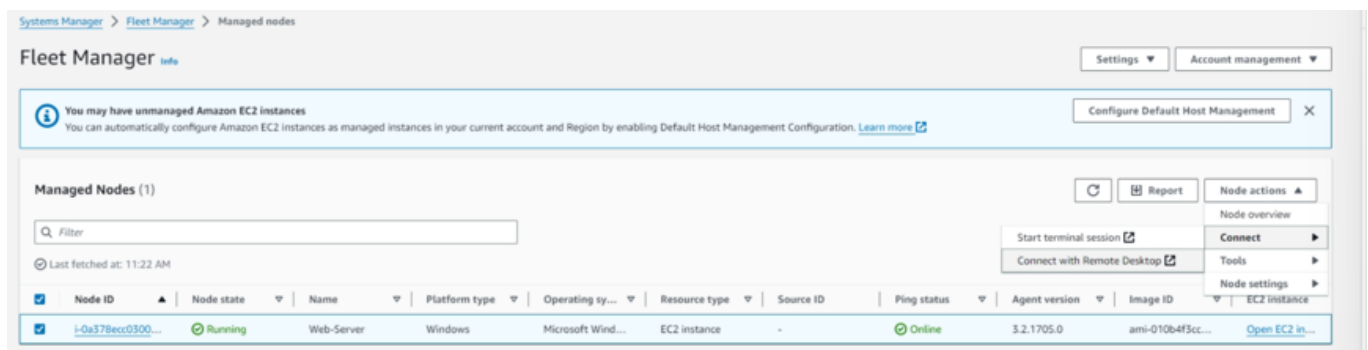 Systems Manager > Fleet Manager > Managed nodes
Fleet Manager Info
Settings Account management
You may have unmanaged Amazon EC2 instances
You can automatically configure Amazon EC2 instances as managed instances in your current account and Region by enabling Default Host Management Configuration. Learn more
Configure Default Host Management
Managed Nodes (1)
Report
Node actions
Node overview
Filter
Start terminal session
Connect
Last fetched at: 11:22 AM
Connect with Remote Desktop
Tools
Node settings
Node ID Node state Name Platform type Operating sy... Resource type Source ID Ping status Agent version Image ID EC2 instance
i-0a378ecc0300... Running Web-Server Windows Microsoft Wind... EC2 instance - Online 3.2.1705.0 ami-010b4f3cc... Open EC2 in...